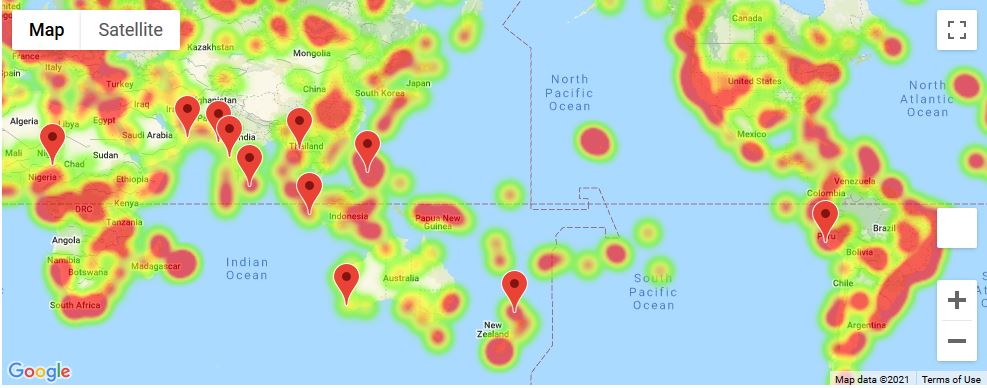 Map
Satellite
Canada
Kazakhstan
Mongolia
France
Italy
Turkey
China
Japan
South Korea
North
Pacific
Ocean
United States
North
Atlantic
Ocean
Iraq
Algeria
Libya
Egypt
Saudi Arabia
Mexico
Mali
Chad
Sudan
Thailand
Nigeria
Ethiopia
Venezuela
Colombia
DRC
Kenya
Indonesia
Papua New
Guinea
Tanzania
Peru
Brazil
Angola
Namibia
Botswana
Madagascar
Indian
Ocean
Australia
South
Pacific
Ocean
Bolivia
Chile
South Africa
New
Zealand
Argentina
Google
Map data ©2021
Terms of Use